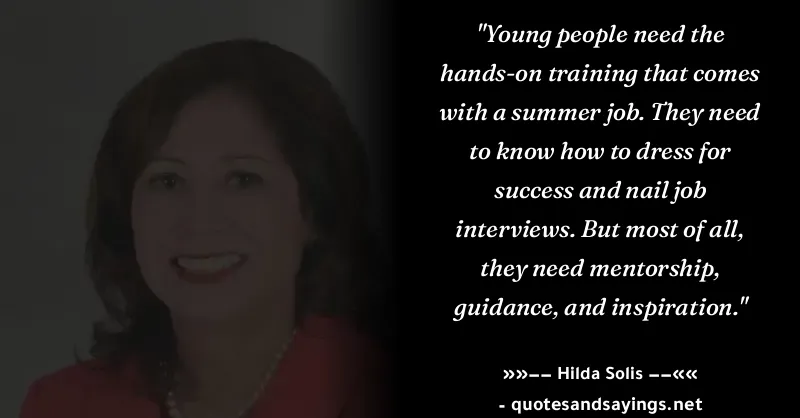 "Young people need the
hands-on training that comes
with a summer job. They need
to know how to dress for
success and nail job
interviews. But most of all,
they need mentorship,
guidance, and inspiration."
»»−− Hilda Solis −−««
- quotesandsayings.net